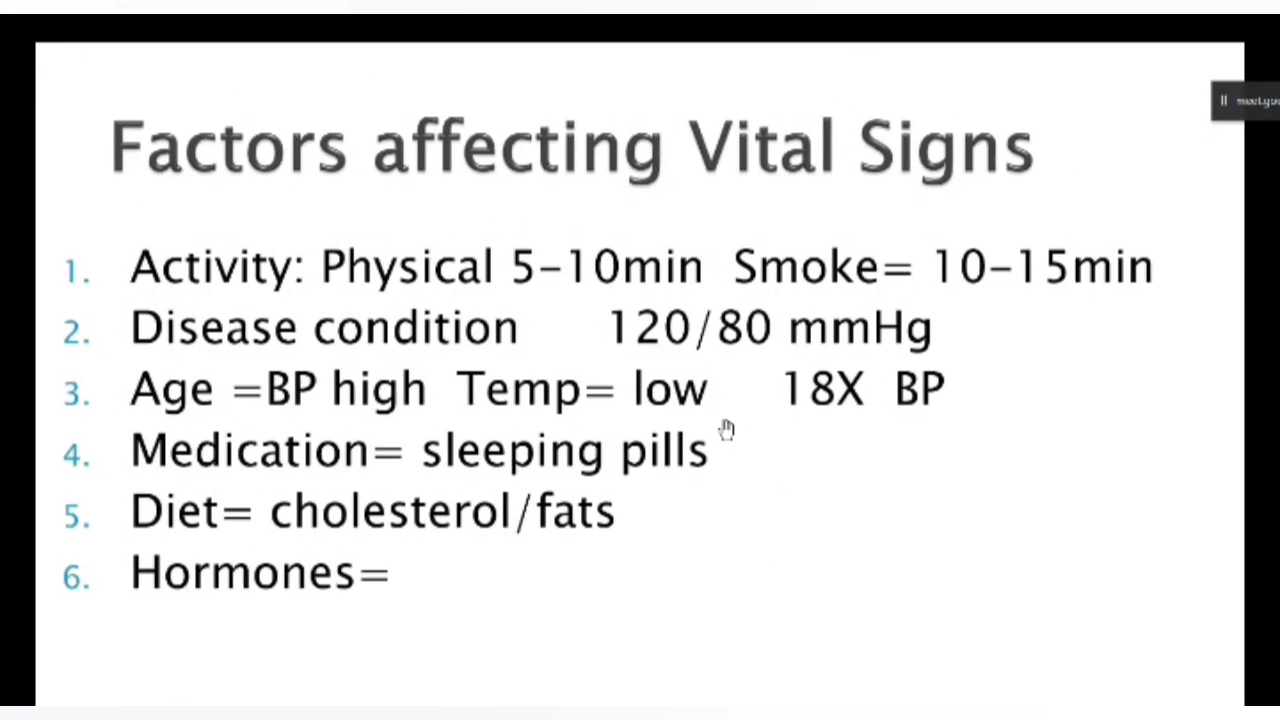 Factors affecting Vital Signs
1. Activity: Physical 5-10min Smoke= 10-15min
2. Disease condition 120/80 mmHg
3. Age =BP high Temp= low 18X BP
4. Medication= sleeping pills
5. Diet= cholesterol/fats
6. Hormones=